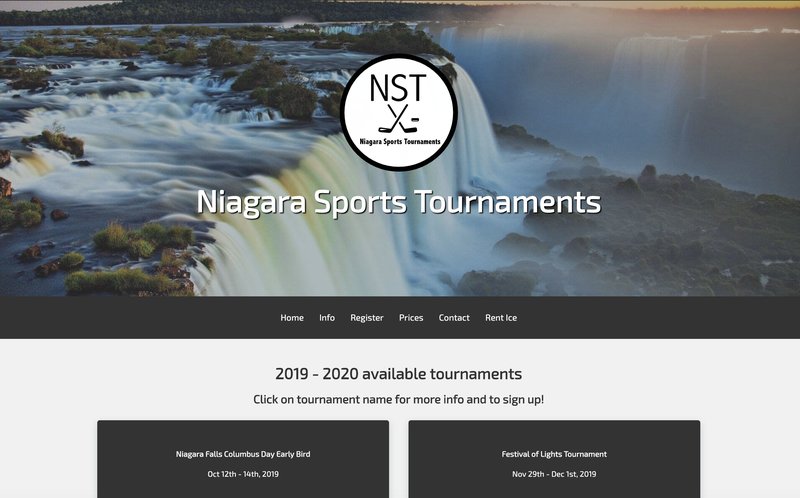 NST
Niagara Sports Tournaments
Niagara Sports Tournaments
Home Info Register Prices Contact Rent Ice
2019 - 2020 available tournaments
Click on tournament name for more info and to sign up!
Niagara Falls Columbus Day Early Bird
Oct 12th - 14th, 2019
Festival of Lights Tournament
Nov 29th - Dec 1st, 2019